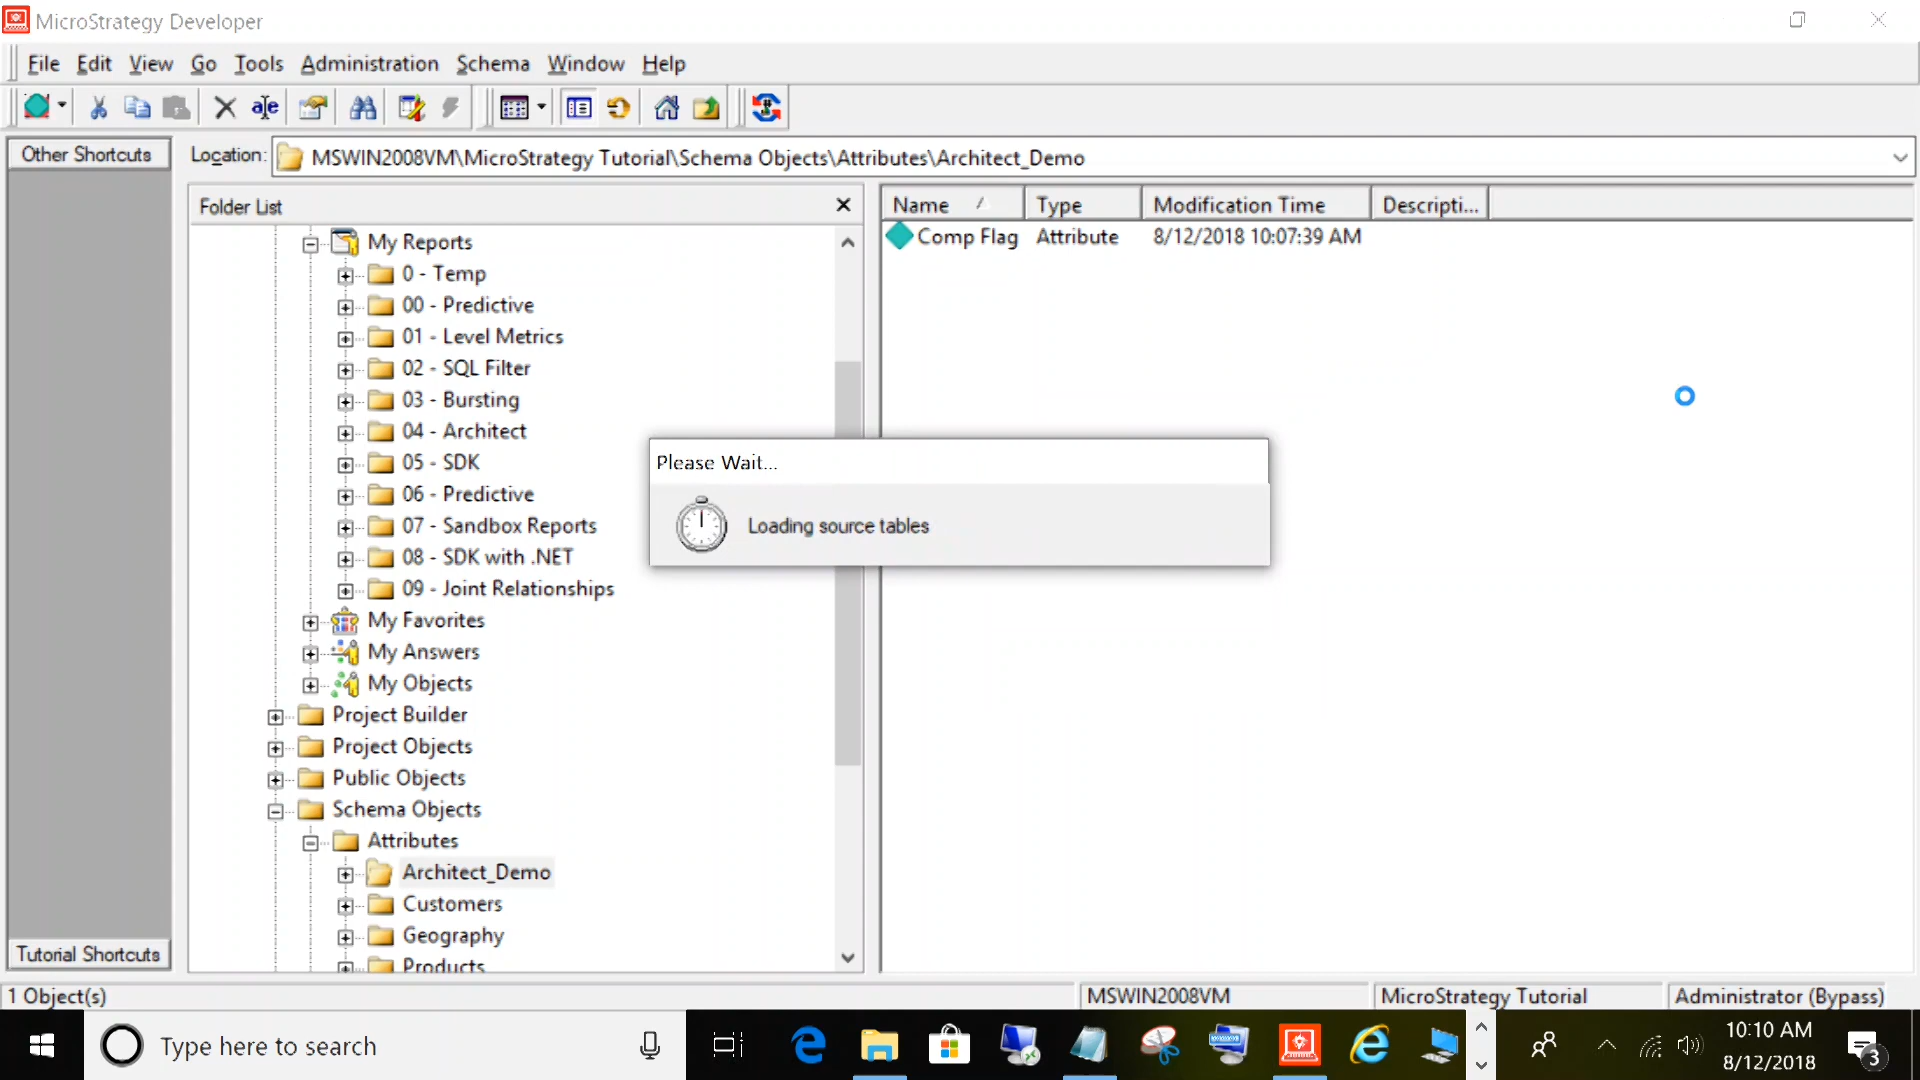 MicroStrategy Developer
File Edit View Go Tools Administration Schema Window Help
Other Shortcuts
Location: MSWIN2008VM\MicroStrategy Tutorial\Schema Objects\Attributes\Architect_Demo
Folder List
Name Type Modification Time Descripti...
Comp Flag Attribute 8/12/2018 10:07:39 AM
My Reports
0 - Temp
00 - Predictive
01 - Level Metrics
02 - SQL Filter
03 - Bursting
04 - Architect
05 - SDK
06 - Predictive
07 - Sandbox Reports
08 - SDK with .NET
09 - Joint Relationships
My Favorites
My Answers
My Objects
Project Builder
Project Objects
Public Objects
Schema Objects
Attributes
Architect_Demo
Customers
Geography
Products
Please Wait...
Loading source tables
Tutorial Shortcuts
1 Object(s) MSWIN2008VM MicroStrategy Tutorial Administrator (Bypass)
Type here to search
10:10 AM
8/12/2018
3